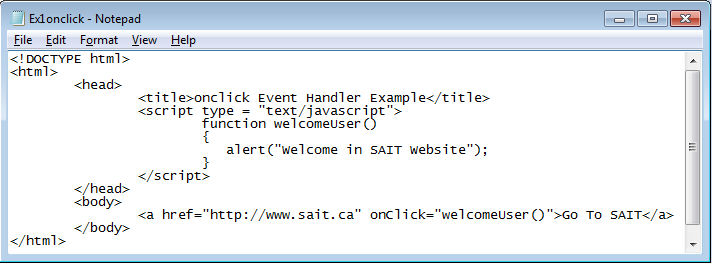 Ex1onclick - Notepad
File Edit Format View Help
<!DOCTYPE html>
<html>
<head>
<title>onclick Event Handler Example</title>
<script type = "text/javascript">
function welcomeUser()
{
alert("Welcome in SAIT Website");
}
</script>
</head>
<body>
<a href="http://www.sait.ca" onClick="welcomeUser()">Go To SAIT</a>
</body>
</html>